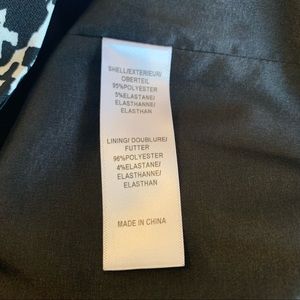 SHELL/EXTERIEUR/
OBERTEIL
95%POLYESTER
5%ELASTANE/
ELASTHANNE/
ELASTHAN
LINING/ DOUBLURE/
FUTTER
96%POLYESTER
4%ELASTANE/
ELASTHANNE/
ELASTHAN
MADE IN CHINA